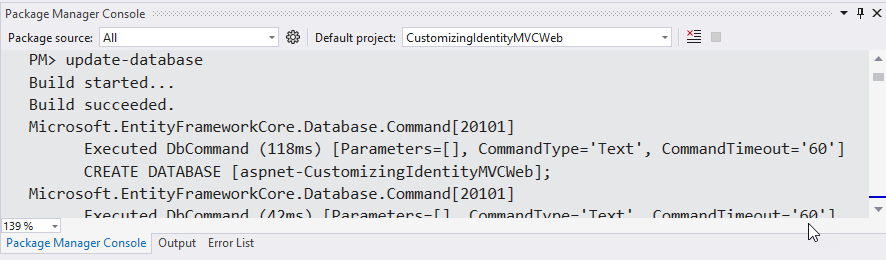 Package Manager Console
Package source: All Default project: CustomizingIdentityMVCWeb
PM> update-database
Build started...
Build succeeded.
Microsoft.EntityFrameworkCore.Database.Command[20101]
Executed DbCommand (118ms) [Parameters=[], CommandType='Text', CommandTimeout='60']
CREATE DATABASE [aspnet-CustomizingIdentityMVCWeb];
Microsoft.EntityFrameworkCore.Database.Command[20101]
Executed DbCommand (42ms) [Parameters=[], CommandType='Text', CommandTimeout='60']
139 %
Package Manager Console Output Error List